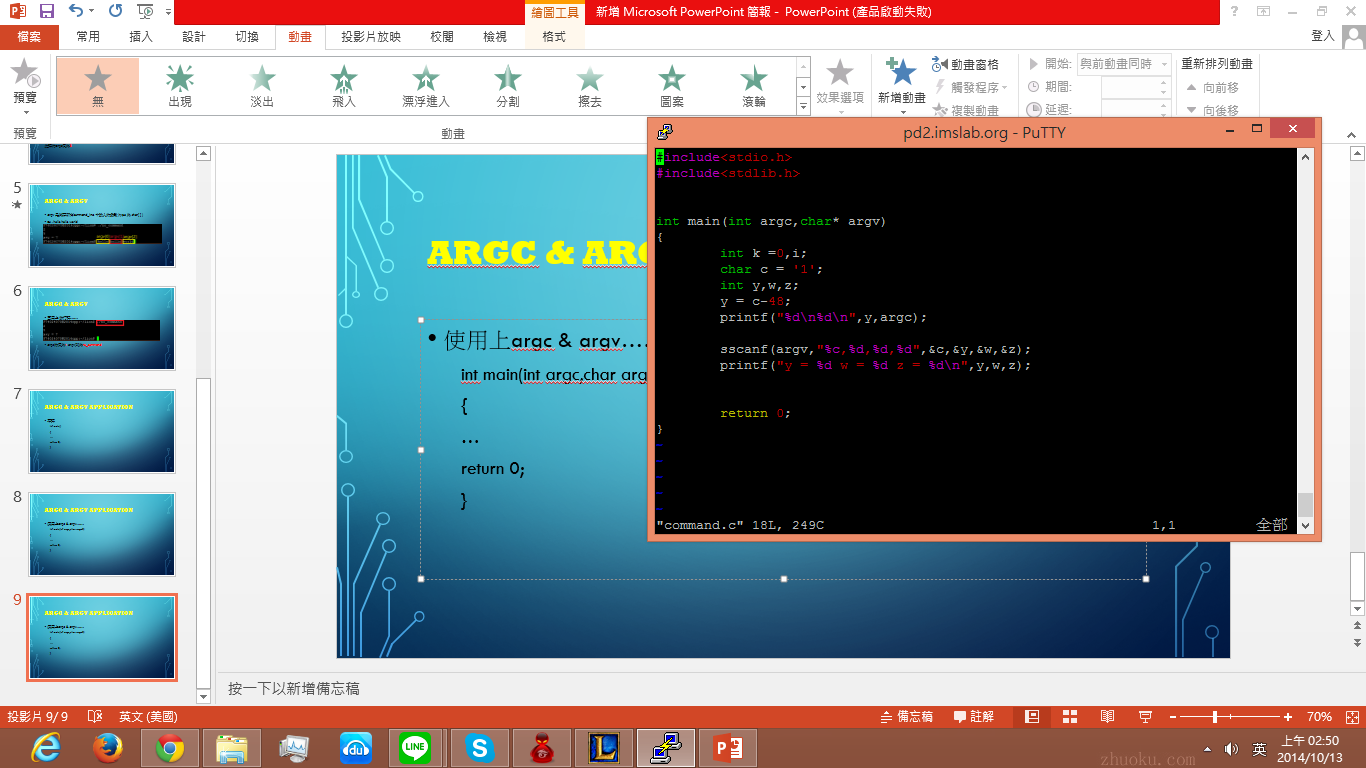 繪圖工具
新增 Microsoft PowerPoint 簡報 - PowerPoint (產品啟動失敗)
檔案 常用 插入 設計 切換 動畫 投影片放映 校閱 檢視 格式 登入
預覽 無 出現 淡出 飛入 漂浮進入 分割 擦去 圖案 滾輪 效果選項 新增動畫
動畫窗格
觸發程序
複製動畫
開始: 與前動畫同時
期間:
延遲:
重新排列動畫
向前移
向後移
預覽 動畫
5
ARGC & ARGV
6
ARGC & ARGV
7
ARGC & ARGV APPLICATION
8
ARGC & ARGV APPLICATION
9
ARGC & ARGV APPLICATION
ARGC & ARG
• 使用上argc & argv….
int main(int argc,char arg
{
…
return 0;
}
pd2.imslab.org - PuTTY
#include<stdio.h>
#include<stdlib.h>
int main(int argc,char* argv)
{
int k =0,i;
char c = '1';
int y,w,z;
y = c-48;
printf("%d\n%d\n",y,argc);
sscanf(argv,"%c,%d,%d,%d",&c,&y,&w,&z);
printf("y = %d w = %d z = %d\n",y,w,z);
return 0;
}
~
~
~
~
~
"command.c" 18L, 249C 1,1 全部
按一下以新增備忘稿
投影片 9/ 9 英文 (美國) 備忘稿 註解 70%
du LINE S L P
英 上午 02:50
2014/10/13
zhuoku.com